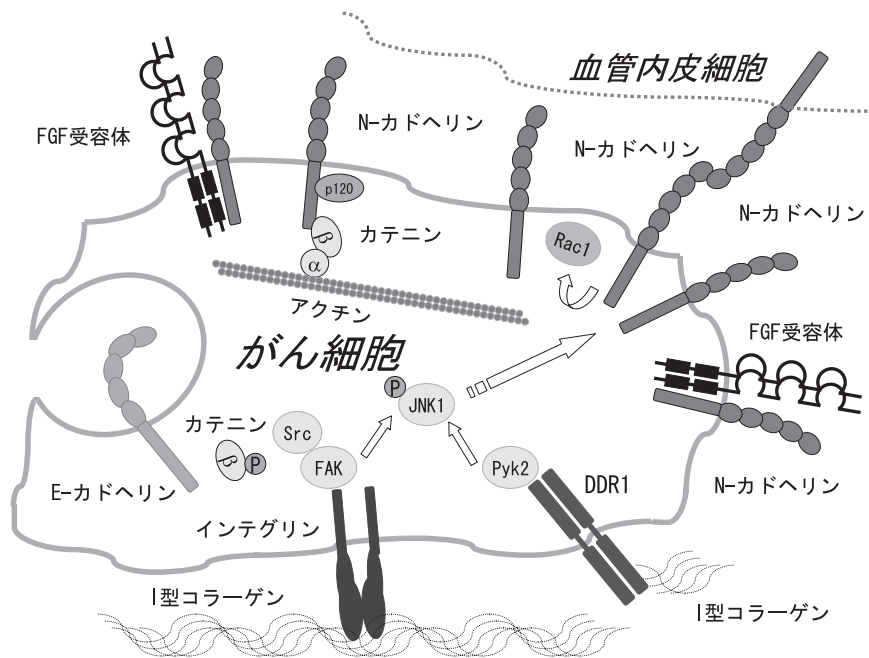 血管内皮細胞
FGF受容体
N-カドヘリン
N-カドヘリン
p120
N-カドヘリン
β
カテニン
Rac1
α
アクチン
FGF受容体
がん細胞
P
JNK1
カテニン
Src
β
P
FAK
Pyk2
DDR1
N-カドヘリン
E-カドヘリン
インテグリン
I型コラーゲン
I型コラーゲン